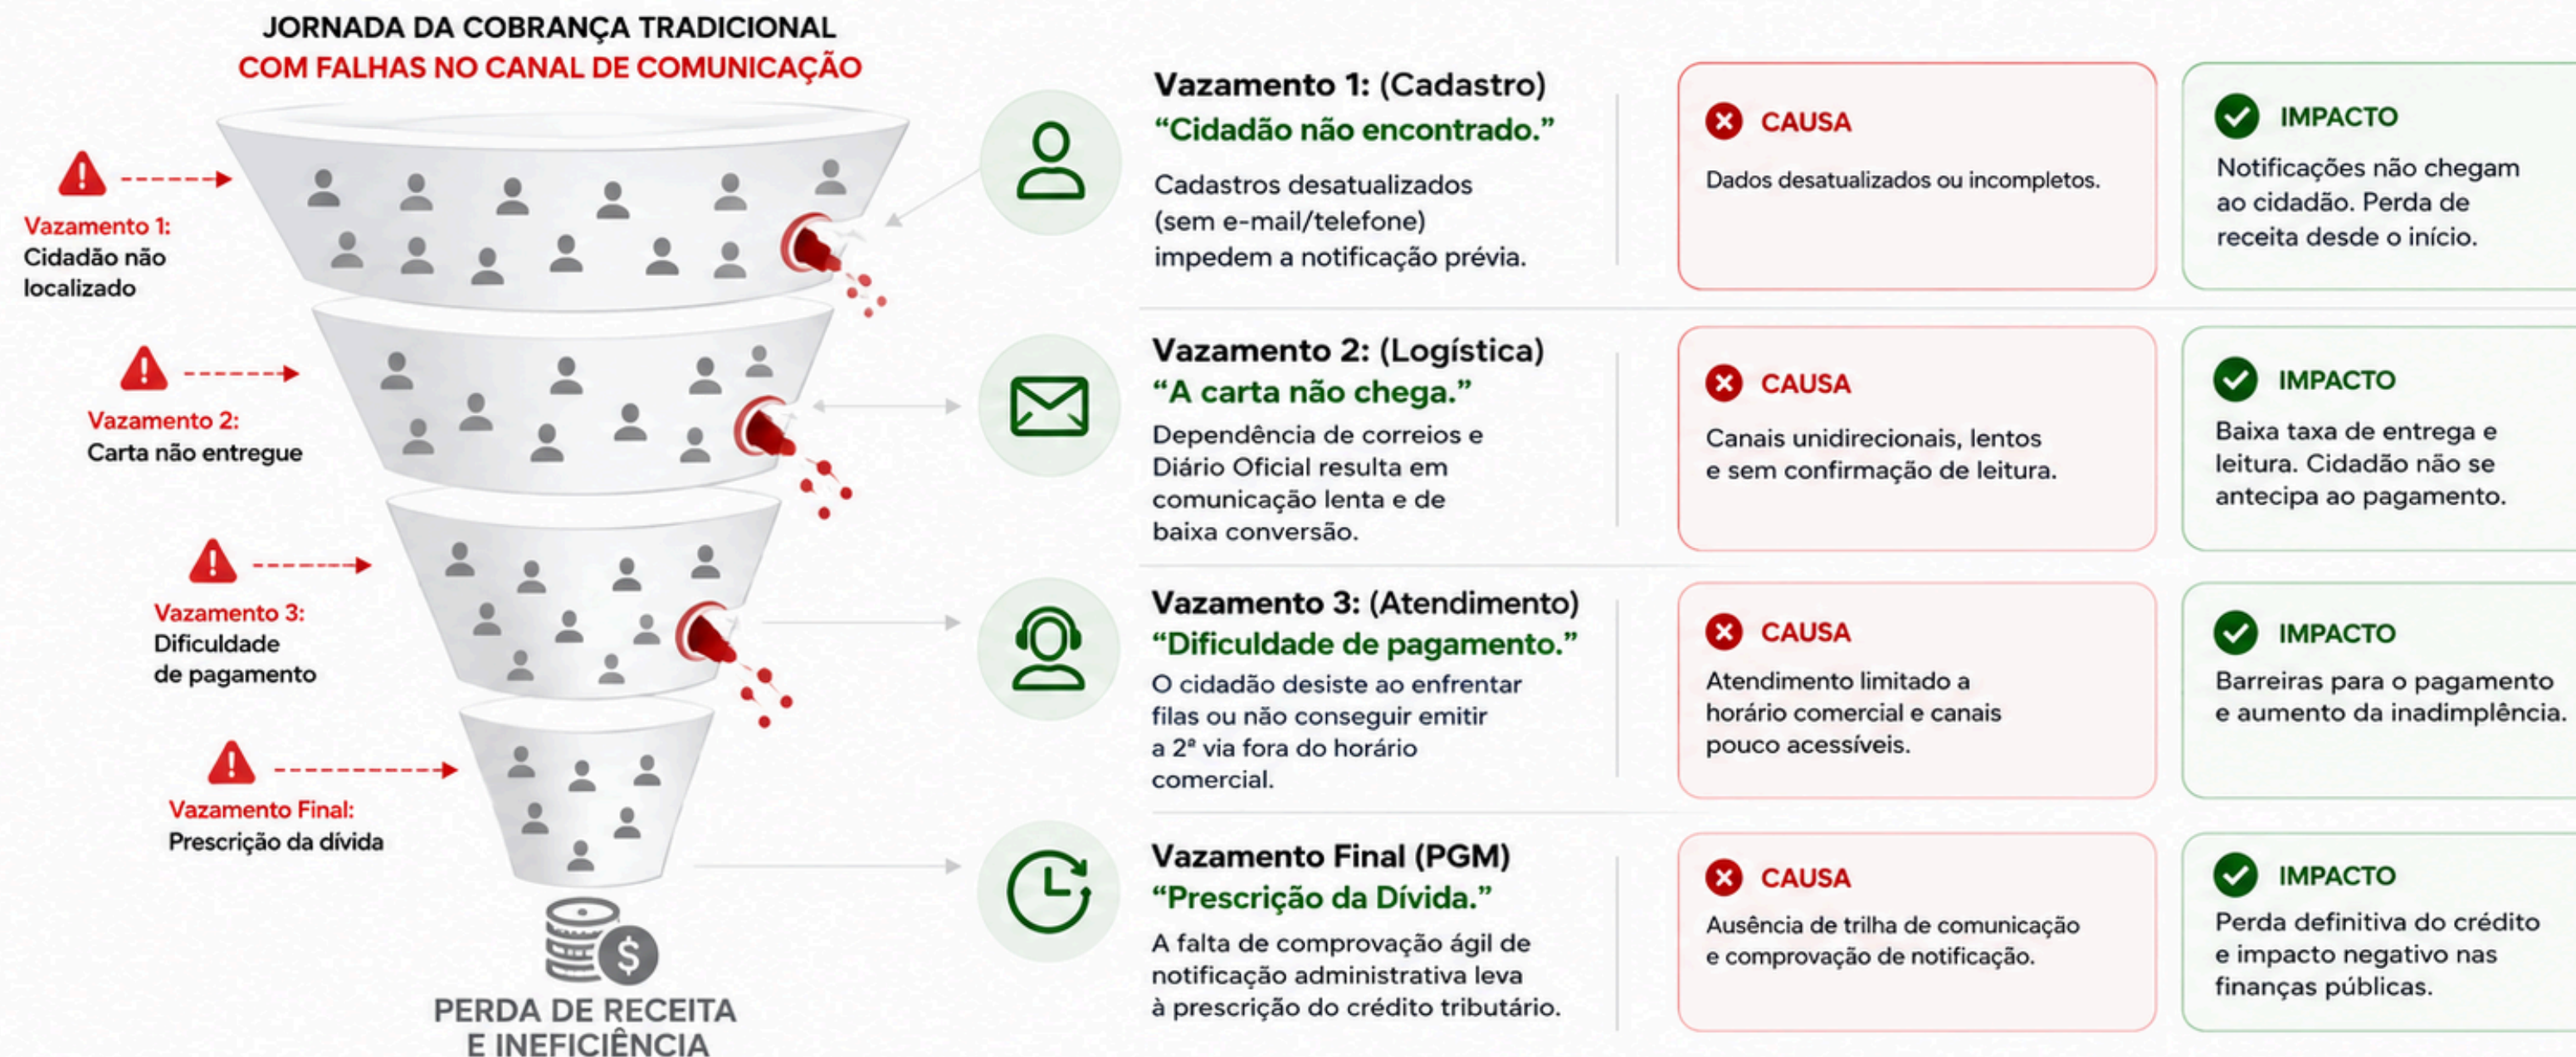 JORNADA DA COBRANÇA TRADICIONAL
COM FALHAS NO CANAL DE COMUNICAÇÃO
Vazamento 1:
Cidadão não
localizado
Vazamento 2:
Carta não entregue
Vazamento 3:
Dificuldade
de pagamento
Vazamento Final:
Prescrição da dívida
$
PERDA DE RECEITA
E INEFICIÊNCIA
Vazamento 1: (Cadastro)
“Cidadão não encontrado.”
Cadastros desatualizados
(sem e-mail/telefone)
impedem a notificação prévia.
CAUSA
Dados desatualizados ou incompletos.
IMPACTO
Notificações não chegam
ao cidadão. Perda de
receita desde o início.
Vazamento 2: (Logística)
“A carta não chega.”
Dependência de correios e
Diário Oficial resulta em
comunicação lenta e de
baixa conversão.
CAUSA
Canais unidirecionais, lentos
e sem confirmação de leitura.
IMPACTO
Baixa taxa de entrega e
leitura. Cidadão não se
antecipa ao pagamento.
Vazamento 3: (Atendimento)
“Dificuldade de pagamento.”
O cidadão desiste ao enfrentar
filas ou não conseguir emitir
a 2ª via fora do horário
comercial.
CAUSA
Atendimento limitado a
horário comercial e canais
pouco acessíveis.
IMPACTO
Barreiras para o pagamento
e aumento da inadimplência.
Vazamento Final (PGM)
“Prescrição da Dívida.”
A falta de comprovação ágil de
notificação administrativa leva
à prescrição do crédito tributário.
CAUSA
Ausência de trilha de comunicação
e comprovação de notificação.
IMPACTO
Perda definitiva do crédito
e impacto negativo nas
finanças públicas.